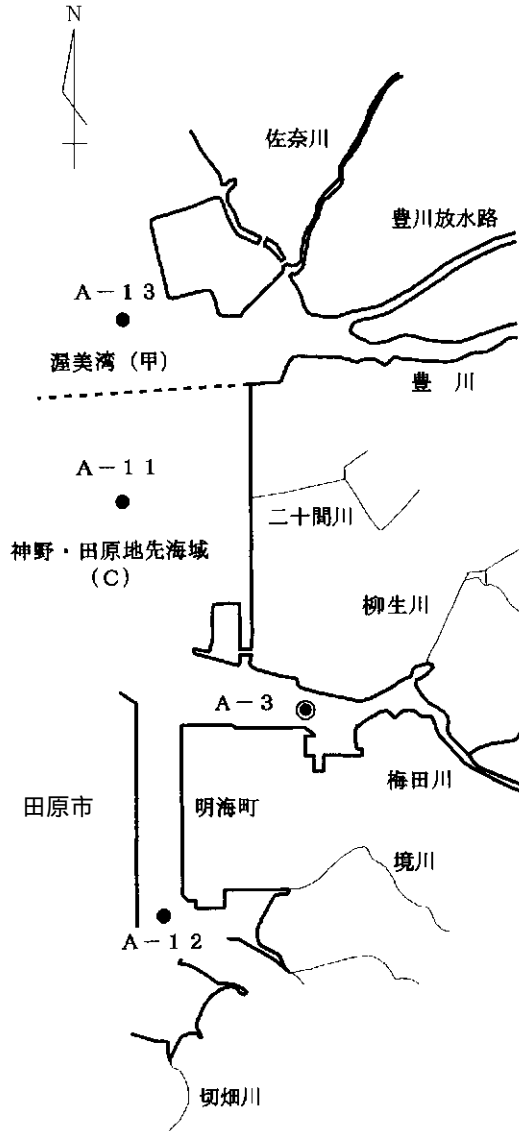 N
佐奈川
豊川放水路
A-13
渥美湾(甲)
豊 川
A-11
二十間川
神野・田原地先海域
(C)
柳生川
A-3
梅田川
田原市
明海町
境川
A-12
切畑川